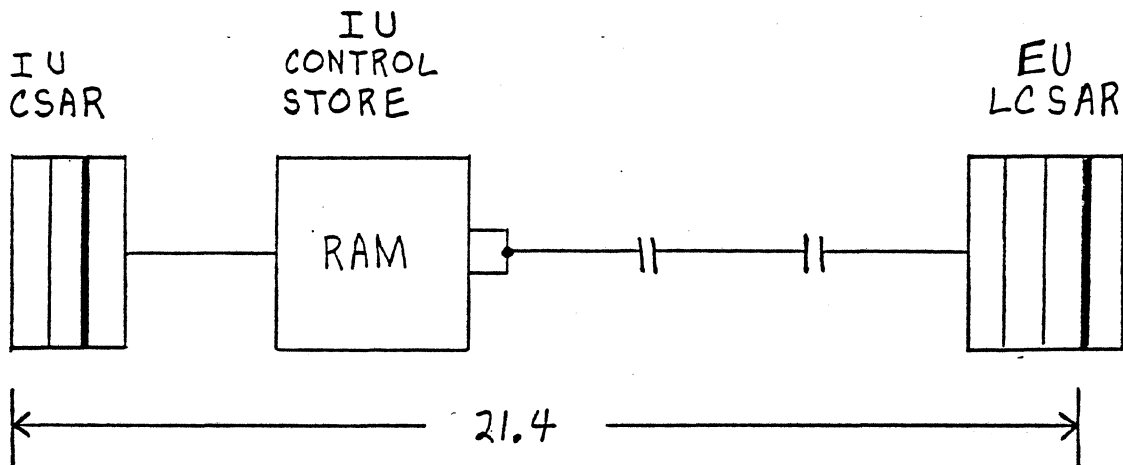 IU
CSAR
IU
CONTROL
STORE
EU
LCSAR
RAM
21.4